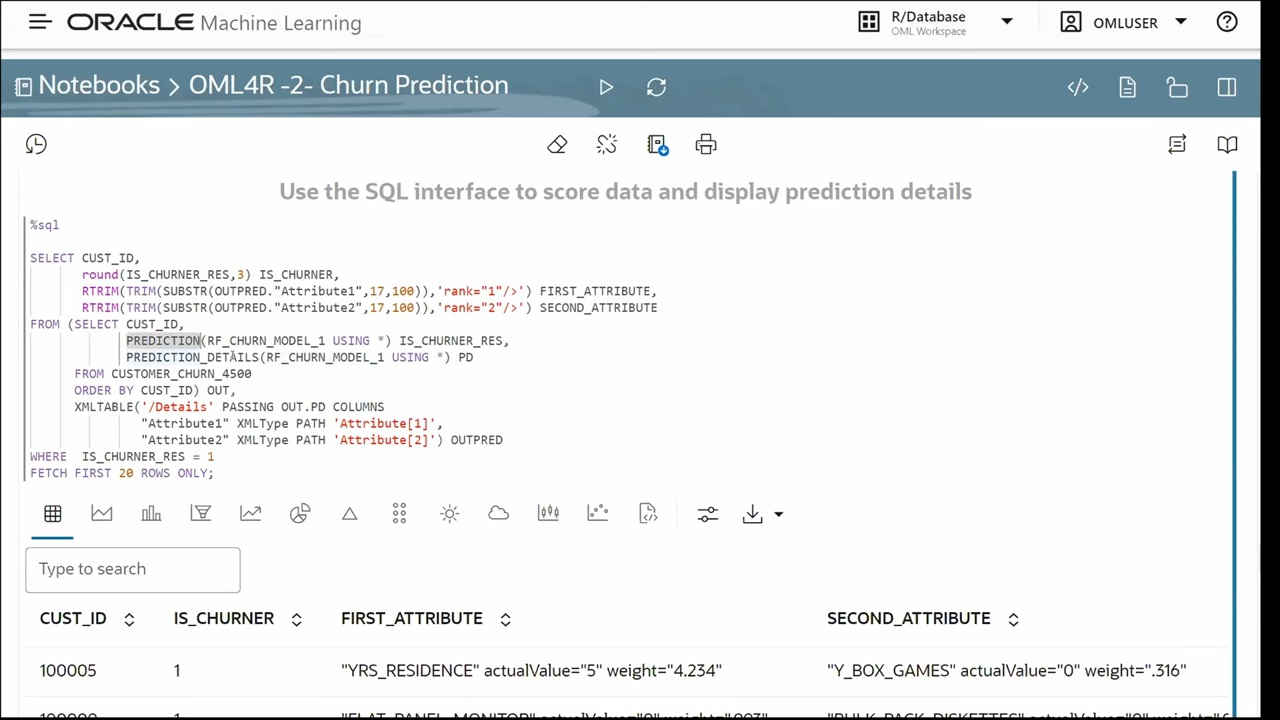 ORACLE Machine Learning
R/Database
OML Workspace
OMLUSER
Notebooks > OML4R -2- Churn Prediction
Use the SQL interface to score data and display prediction details
%sql
SELECT CUST_ID,
round(IS_CHURNER_RES,3) IS_CHURNER,
RTRIM(TRIM(SUBSTR(OUTPRED."Attribute1",17,100)),'rank="1"/>') FIRST_ATTRIBUTE,
RTRIM(TRIM(SUBSTR(OUTPRED."Attribute2",17,100)),'rank="2"/>') SECOND_ATTRIBUTE
FROM (SELECT CUST_ID,
PREDICTION(RF_CHURN_MODEL_1 USING *) IS_CHURNER_RES,
PREDICTION_DETAILS(RF_CHURN_MODEL_1 USING *) PD
FROM CUSTOMER_CHURN_4500
ORDER BY CUST_ID) OUT,
XMLTABLE('/Details' PASSING OUT.PD COLUMNS
"Attribute1" XMLType PATH 'Attribute[1]',
"Attribute2" XMLType PATH 'Attribute[2]') OUTPRED
WHERE IS_CHURNER_RES = 1
FETCH FIRST 20 ROWS ONLY;
Type to search
CUST_ID IS_CHURNER FIRST_ATTRIBUTE SECOND_ATTRIBUTE
100005 1 "YRS_RESIDENCE" actualValue="5" weight="4.234" "Y_BOX_GAMES" actualValue="0" weight=".316"